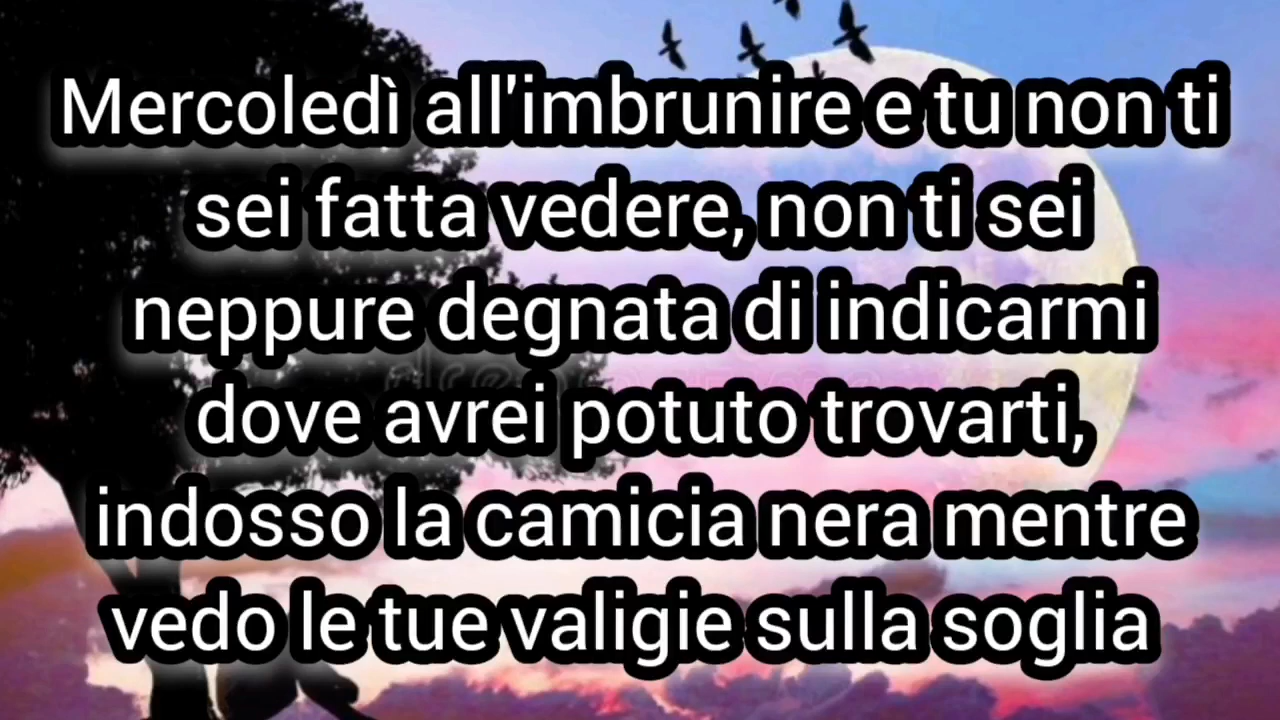 Mercoledì all'imbrunire e tu non ti
sei fatta vedere, non ti sei
neppure degnata di indicarmi
dove avrei potuto trovarti,
indosso la camicia nera mentre
vedo le tue valigie sulla soglia